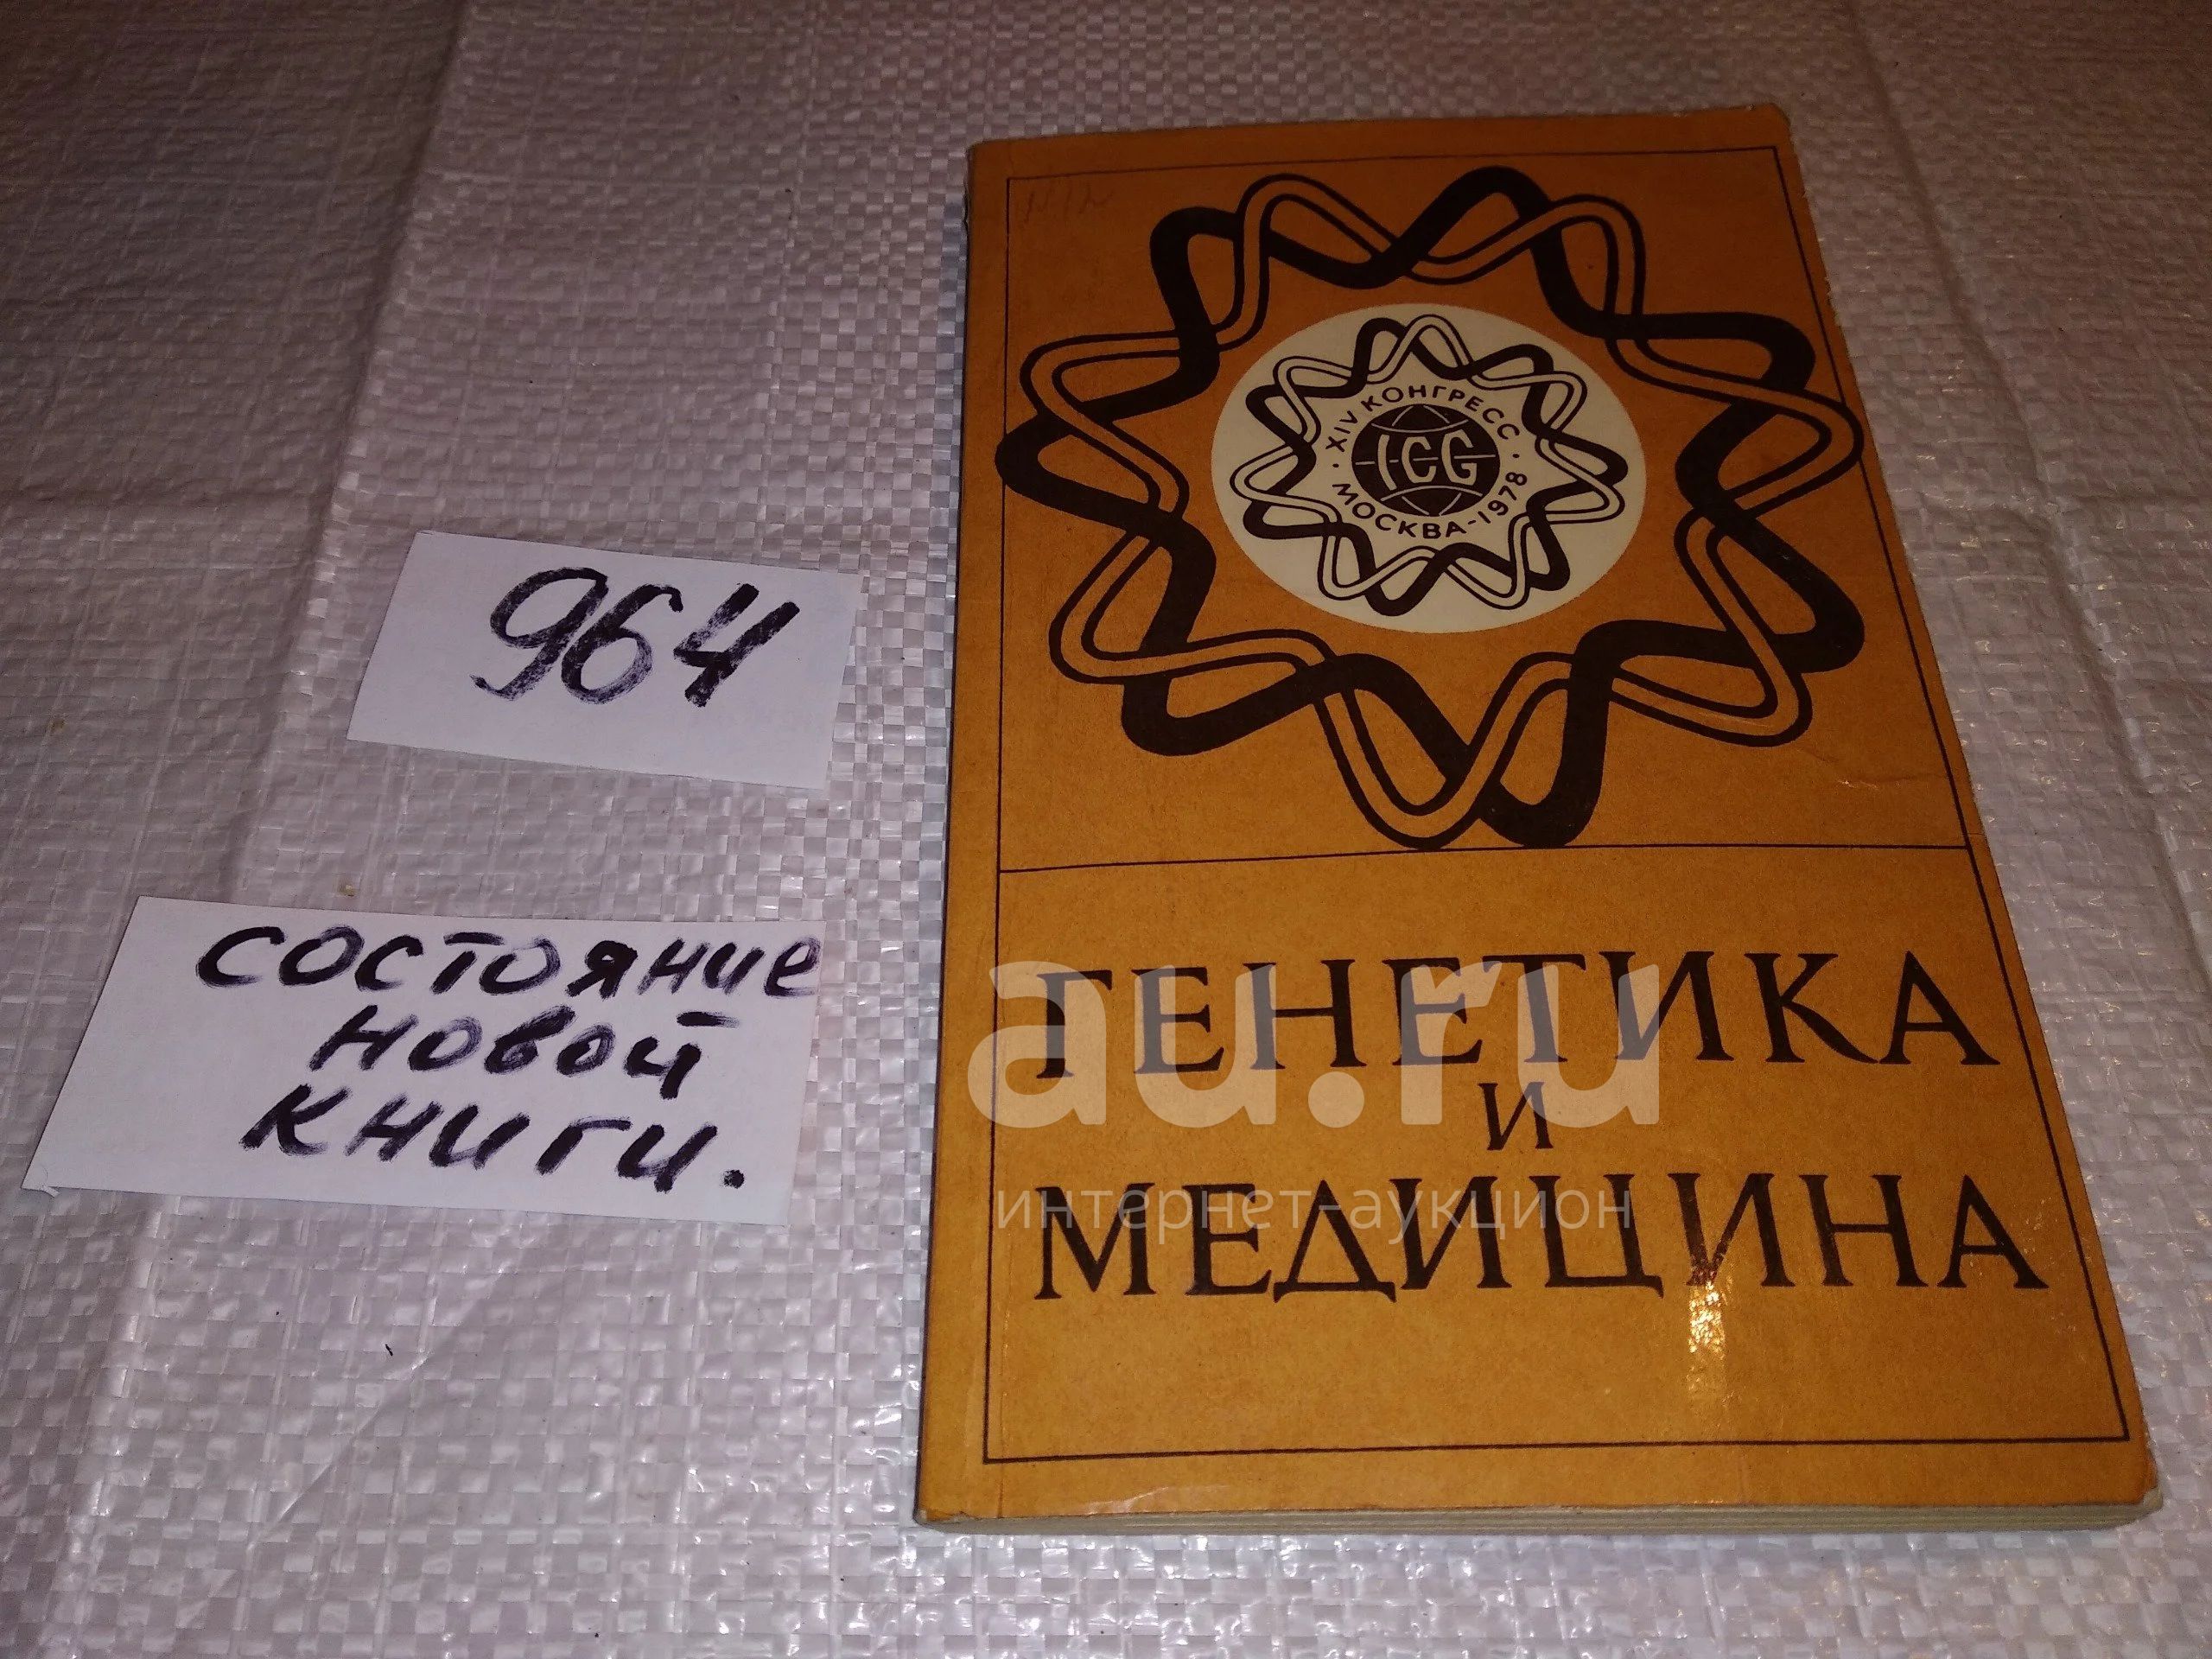 964
состояние
новой
книги.
XIV КОНГРЕСС
ICG
МОСКВА-1978
ГЕНЕТИКА
И
МЕДИЦИНА
au.ru
интернет-аукцион